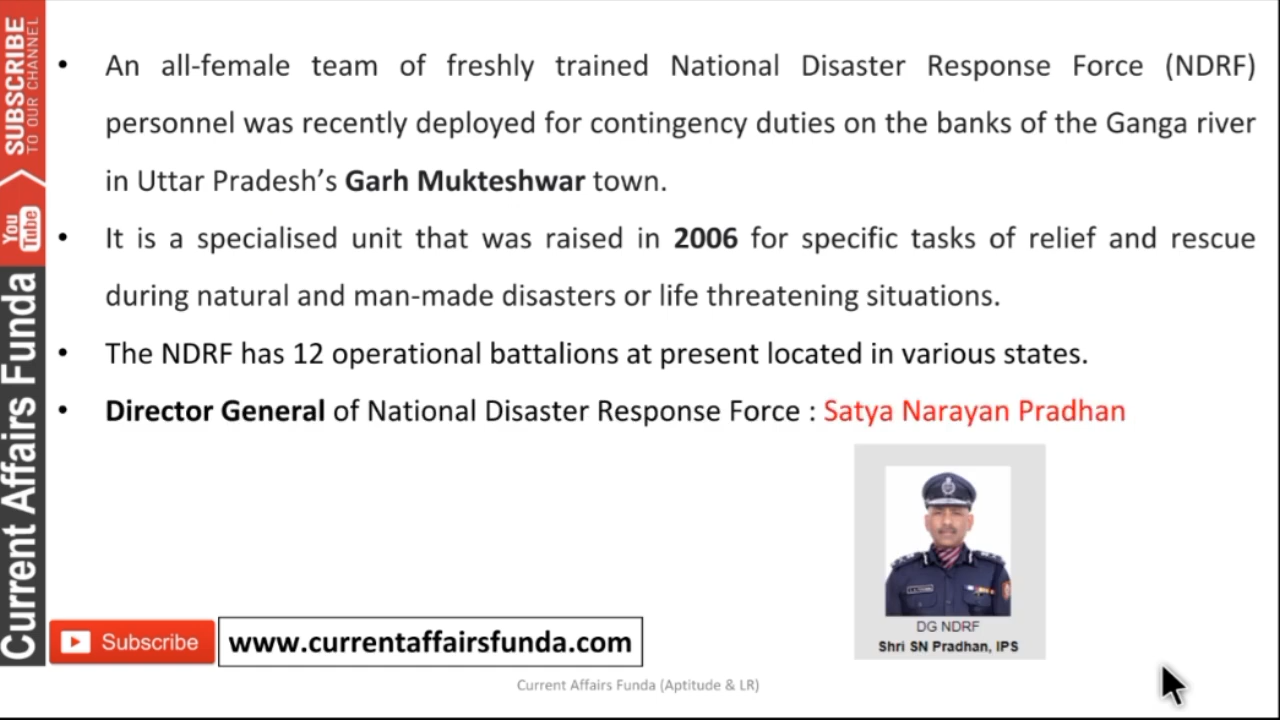 SUBSCRIBE
TO OUR CHANNEL
You Tube
Current Affairs Funda
• An all-female team of freshly trained National Disaster Response Force (NDRF)
personnel was recently deployed for contingency duties on the banks of the Ganga river
in Uttar Pradesh’s Garh Mukteshwar town.
• It is a specialised unit that was raised in 2006 for specific tasks of relief and rescue
during natural and man-made disasters or life threatening situations.
• The NDRF has 12 operational battalions at present located in various states.
• Director General of National Disaster Response Force : Satya Narayan Pradhan
DG NDRF
Shri SN Pradhan, IPS
Subscribe
www.currentaffairsfunda.com
Current Affairs Funda (Aptitude & LR)